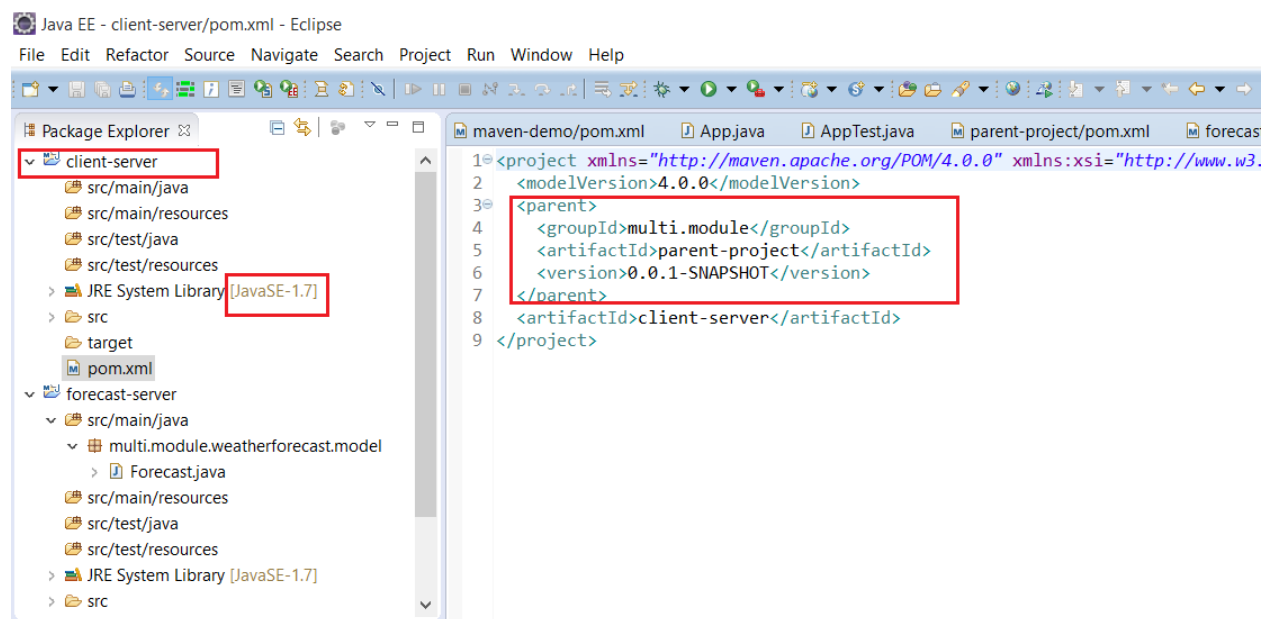 Java EE - client-server/pom.xml - Eclipse
File Edit Refactor Source Navigate Search Project Run Window Help
Package Explorer
client-server
src/main/java
src/main/resources
src/test/java
src/test/resources
JRE System Library [JavaSE-1.7]
src
target
pom.xml
forecast-server
src/main/java
multi.module.weatherforecast.model
Forecast.java
src/main/resources
src/test/java
src/test/resources
JRE System Library [JavaSE-1.7]
src
maven-demo/pom.xml App.java AppTest.java parent-project/pom.xml forecas
1 <project xmlns="http://maven.apache.org/POM/4.0.0" xmlns:xsi="http://www.w3.
2 <modelVersion>4.0.0</modelVersion>
3 <parent>
4 <groupId>multi.module</groupId>
5 <artifactId>parent-project</artifactId>
6 <version>0.0.1-SNAPSHOT</version>
7 </parent>
8 <artifactId>client-server</artifactId>
9 </project>